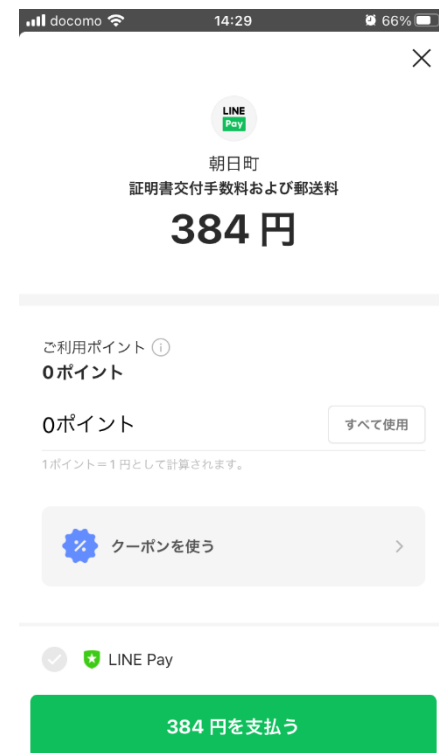 docomo 14:29 66%
LINE
Pay
朝日町
証明書交付手数料および郵送料
384 円
ご利用ポイント
0ポイント
0ポイント すべて使用
1ポイント＝1円として計算されます。
クーポンを使う
LINE Pay
384 円を支払う